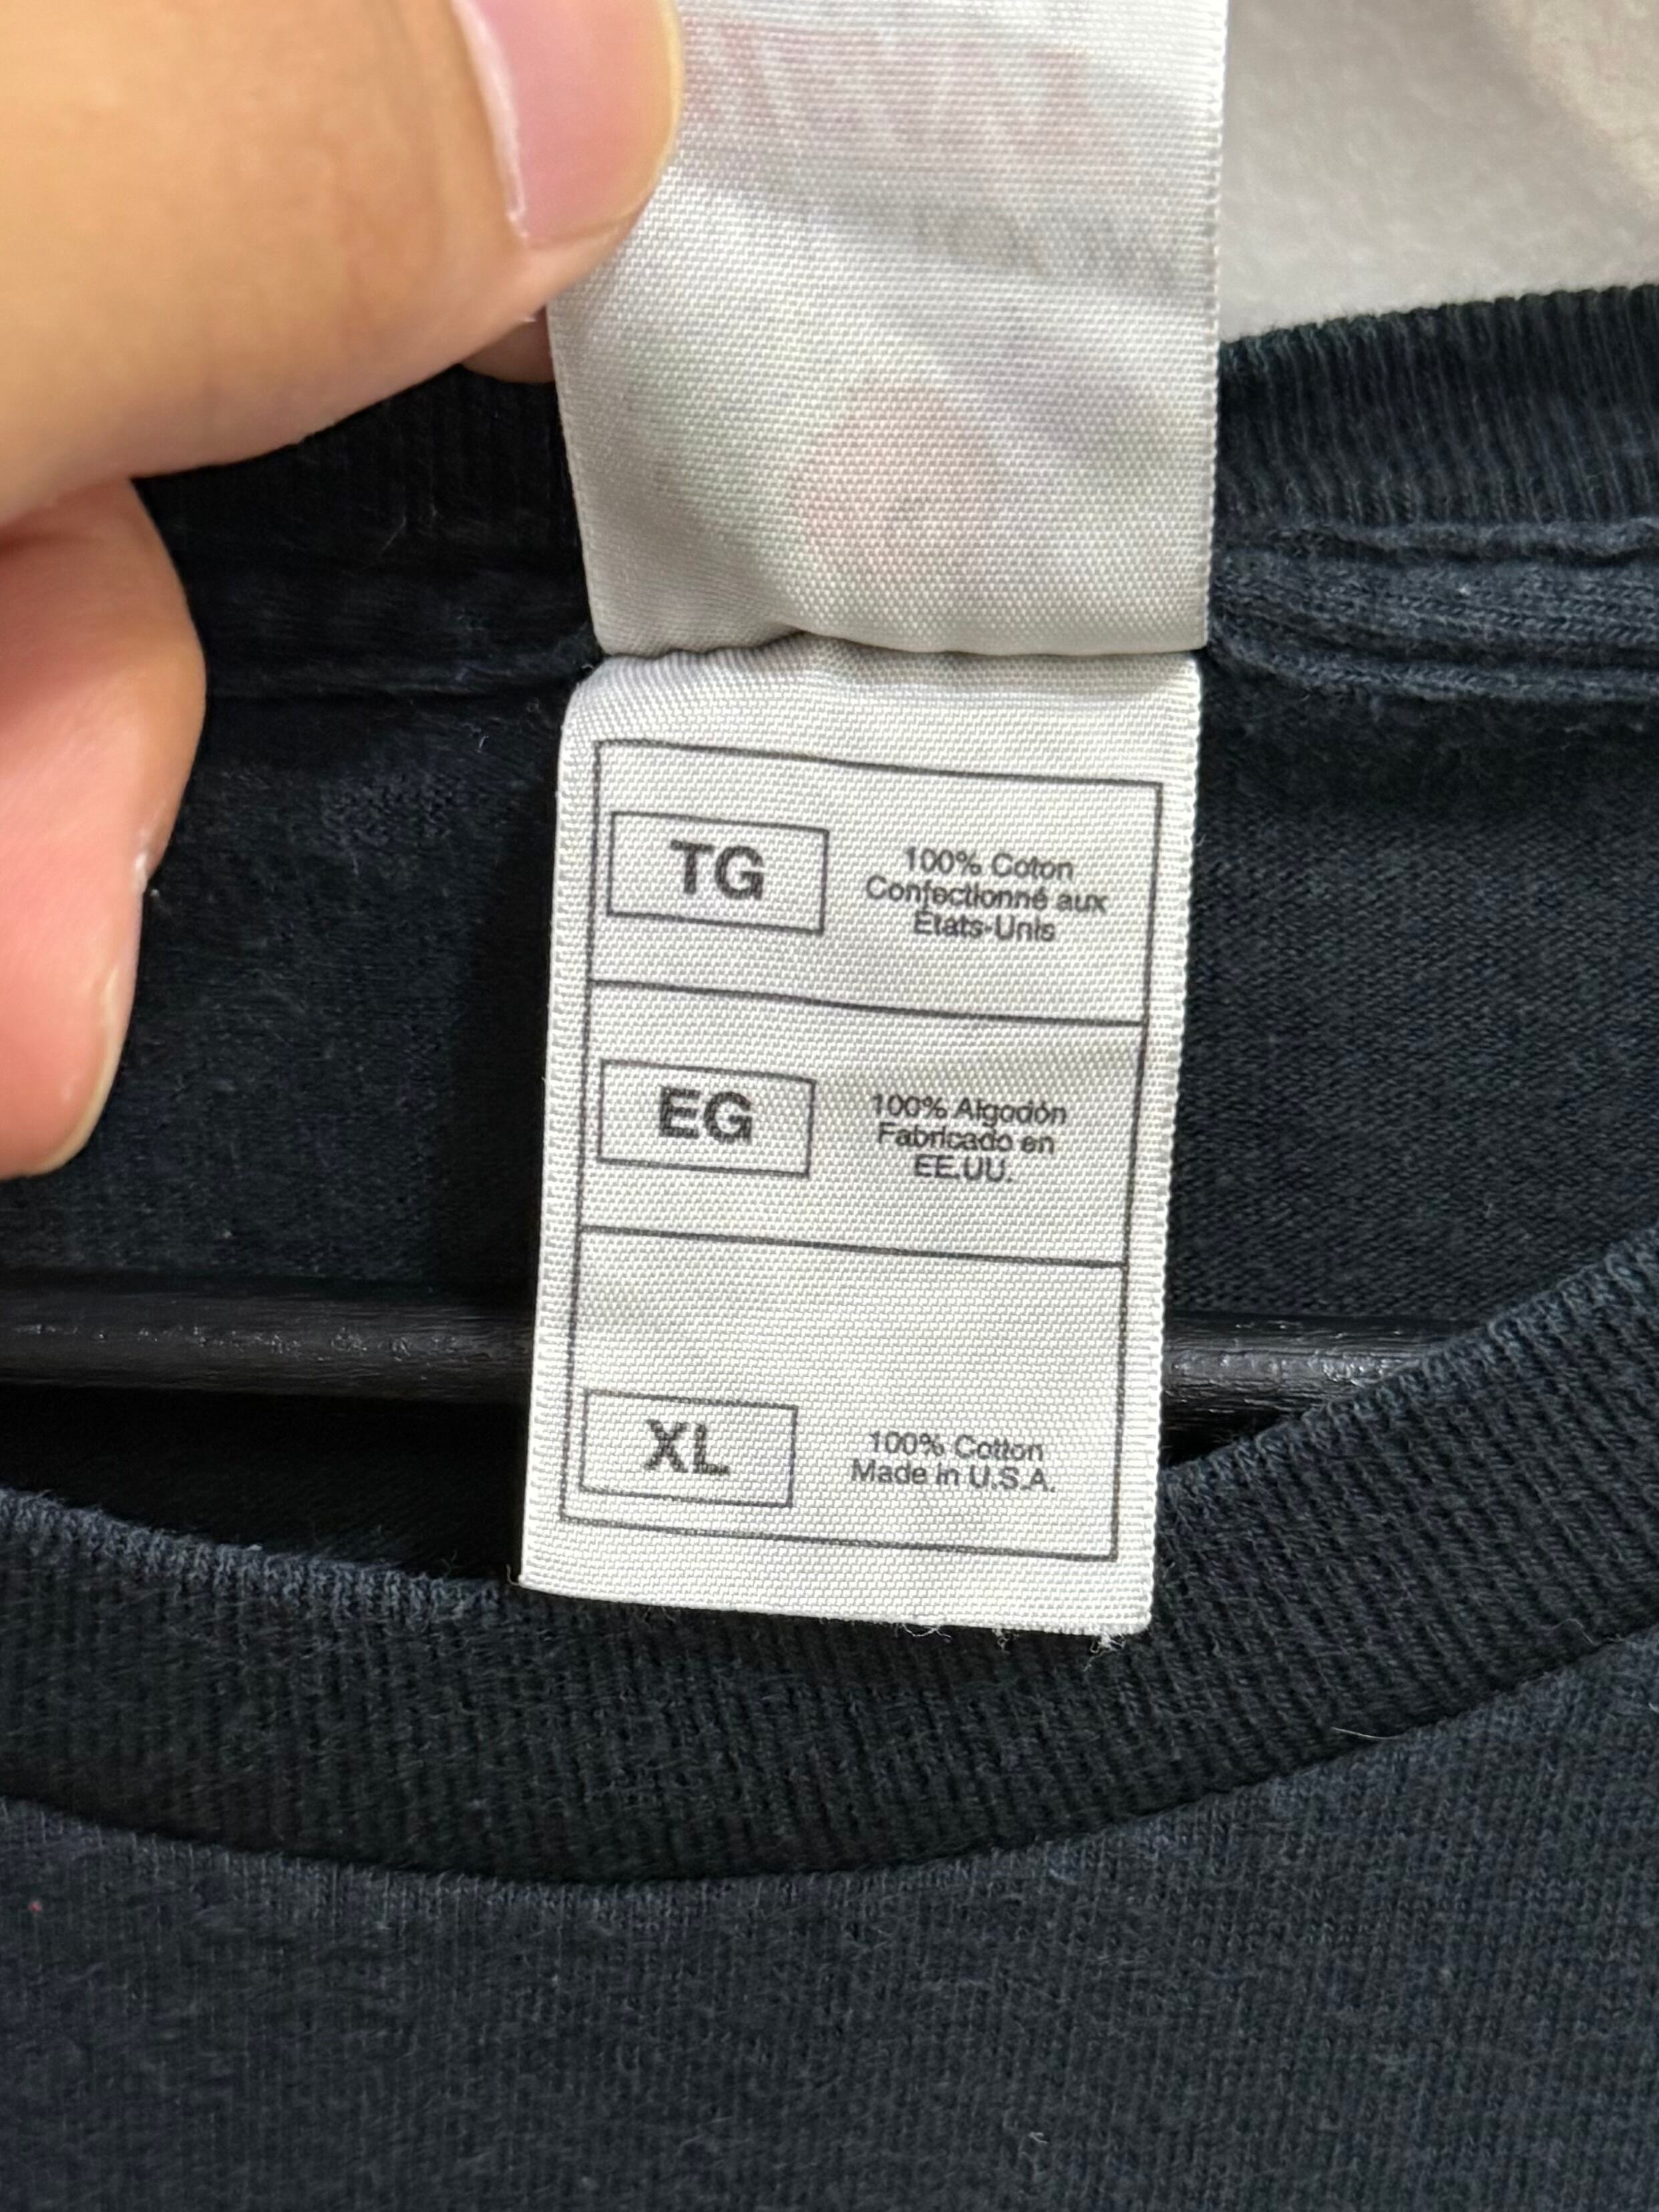 TG
100% Coton
Confectionné aux
États-Unis
EG
100% Algodón
Fabricado en
EE.UU.
XL
100% Cotton
Made in U.S.A.